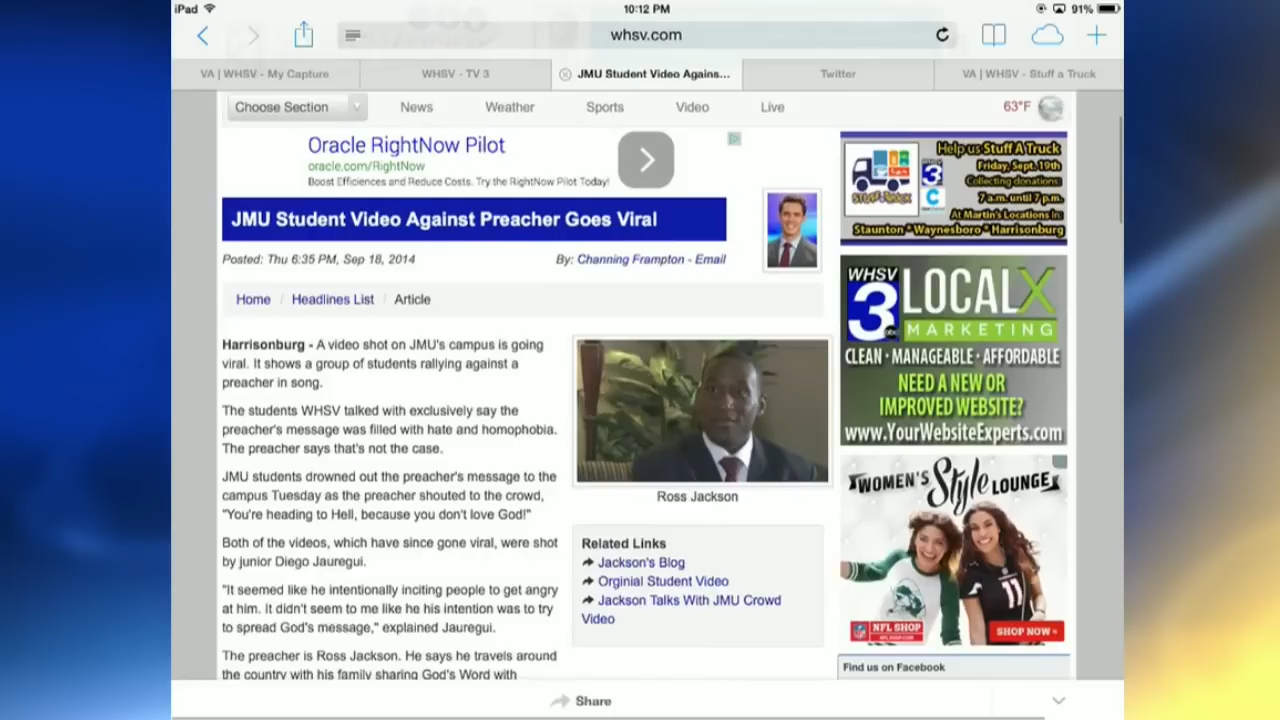 iPad
10:12 PM
91%
whsv.com
VA | WHSV - My Capture
WHSV - TV 3
JMU Student Video Agains...
Twitter
VA | WHSV - Stuff a Truck
Choose Section
News
Weather
Sports
Video
Live
63°F
Oracle RightNow Pilot
oracle.com/RightNow
Boost Efficiences and Reduce Costs. Try the RightNow Pilot Today!
JMU Student Video Against Preacher Goes Viral
Posted: Thu 6:35 PM, Sep 18, 2014
By: Channing Frampton - Email
Home / Headlines List / Article
Harrisonburg - A video shot on JMU's campus is going
viral. It shows a group of students rallying against a
preacher in song.
The students WHSV talked with exclusively say the
preacher's message was filled with hate and homophobia.
The preacher says that's not the case.
JMU students drowned out the preacher's message to the
campus Tuesday as the preacher shouted to the crowd,
"You're heading to Hell, because you don't love God!"
Both of the videos, which have since gone viral, were shot
by junior Diego Jauregui.
"It seemed like he intentionally inciting people to get angry
at him. It didn't seem to me like he his intention was to try
to spread God's message," explained Jauregui.
The preacher is Ross Jackson. He says he travels around
the country with his family sharing God's Word with
Ross Jackson
Related Links
Jackson's Blog
Orginial Student Video
Jackson Talks With JMU Crowd
Video
Help us Stuff A Truck
Friday, Sept. 19th
Collecting donations:
7 a.m. until 7 p.m.
At Martin's Locations In:
Staunton * Waynesboro * Harrisonburg
STUFF A TRUCK
3
C
WHSV
3
abc
LOCALX
MARKETING
CLEAN · MANAGEABLE · AFFORDABLE
NEED A NEW OR
IMPROVED WEBSITE?
www.YourWebsiteExperts.com
WOMEN'S Style LOUNGE
11
NFL SHOP
SHOP NOW »
Find us on Facebook
Share